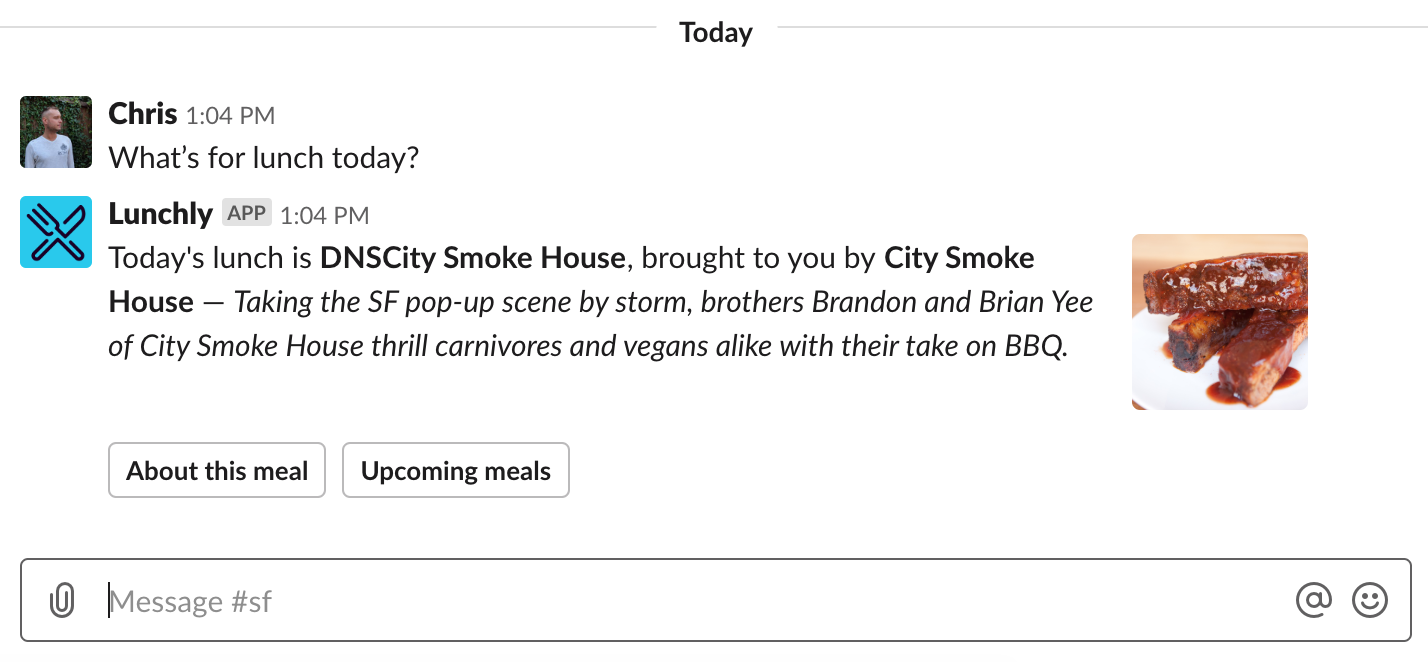 Today
Chris 1:04 PM
What’s for lunch today?
Lunchly APP 1:04 PM
Today's lunch is DNSCity Smoke House, brought to you by City Smoke
House — Taking the SF pop-up scene by storm, brothers Brandon and Brian Yee
of City Smoke House thrill carnivores and vegans alike with their take on BBQ.
About this meal Upcoming meals
Message #sf